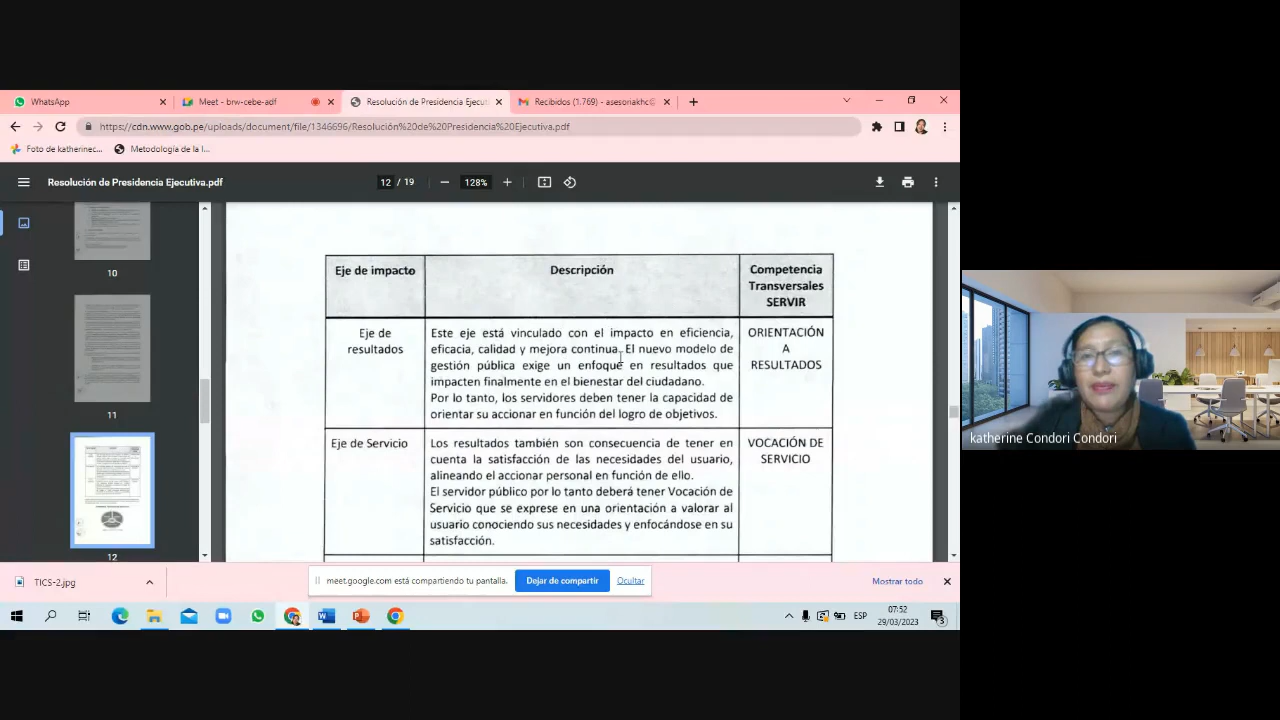 WhatsApp
Meet - brw-cebe-adf
Resolución de Presidencia Ejecuti
Recibidos (1.769) - asesoriakhc@
https://cdn.www.gob.pe/uploads/document/file/1346696/Resolución%20de%20Presidencia%20Ejecutiva.pdf
Foto de katherinec...
Metodología de la I...
Resolución de Presidencia Ejecutiva.pdf
12 / 19
128%
10
11
12
Eje de impacto
Descripción
Competencia
Transversales
SERVIR
Eje de
resultados
Este eje está vinculado con el impacto en eficiencia,
eficacia, calidad y mejora continua. El nuevo modelo de
gestión pública exige un enfoque en resultados que
impacten finalmente en el bienestar del ciudadano.
Por lo tanto, los servidores deben tener la capacidad de
orientar su accionar en función del logro de objetivos.
ORIENTACIÓN
A
RESULTADOS
Eje de Servicio
Los resultados también son consecuencia de tener en
cuenta la satisfacción de las necesidades del usuario,
alineando el accionar personal en función de ello.
El servidor público por lo tanto deberá tener Vocación de
Servicio que se exprese en una orientación a valorar al
usuario conociendo sus necesidades y enfocándose en su
satisfacción.
VOCACIÓN DE
SERVICIO
katherine Condori Condori
TICS-2.jpg
meet.google.com está compartiendo tu pantalla.
Dejar de compartir
Ocultar
Mostrar todo
ESP
07:52
29/03/2023
3